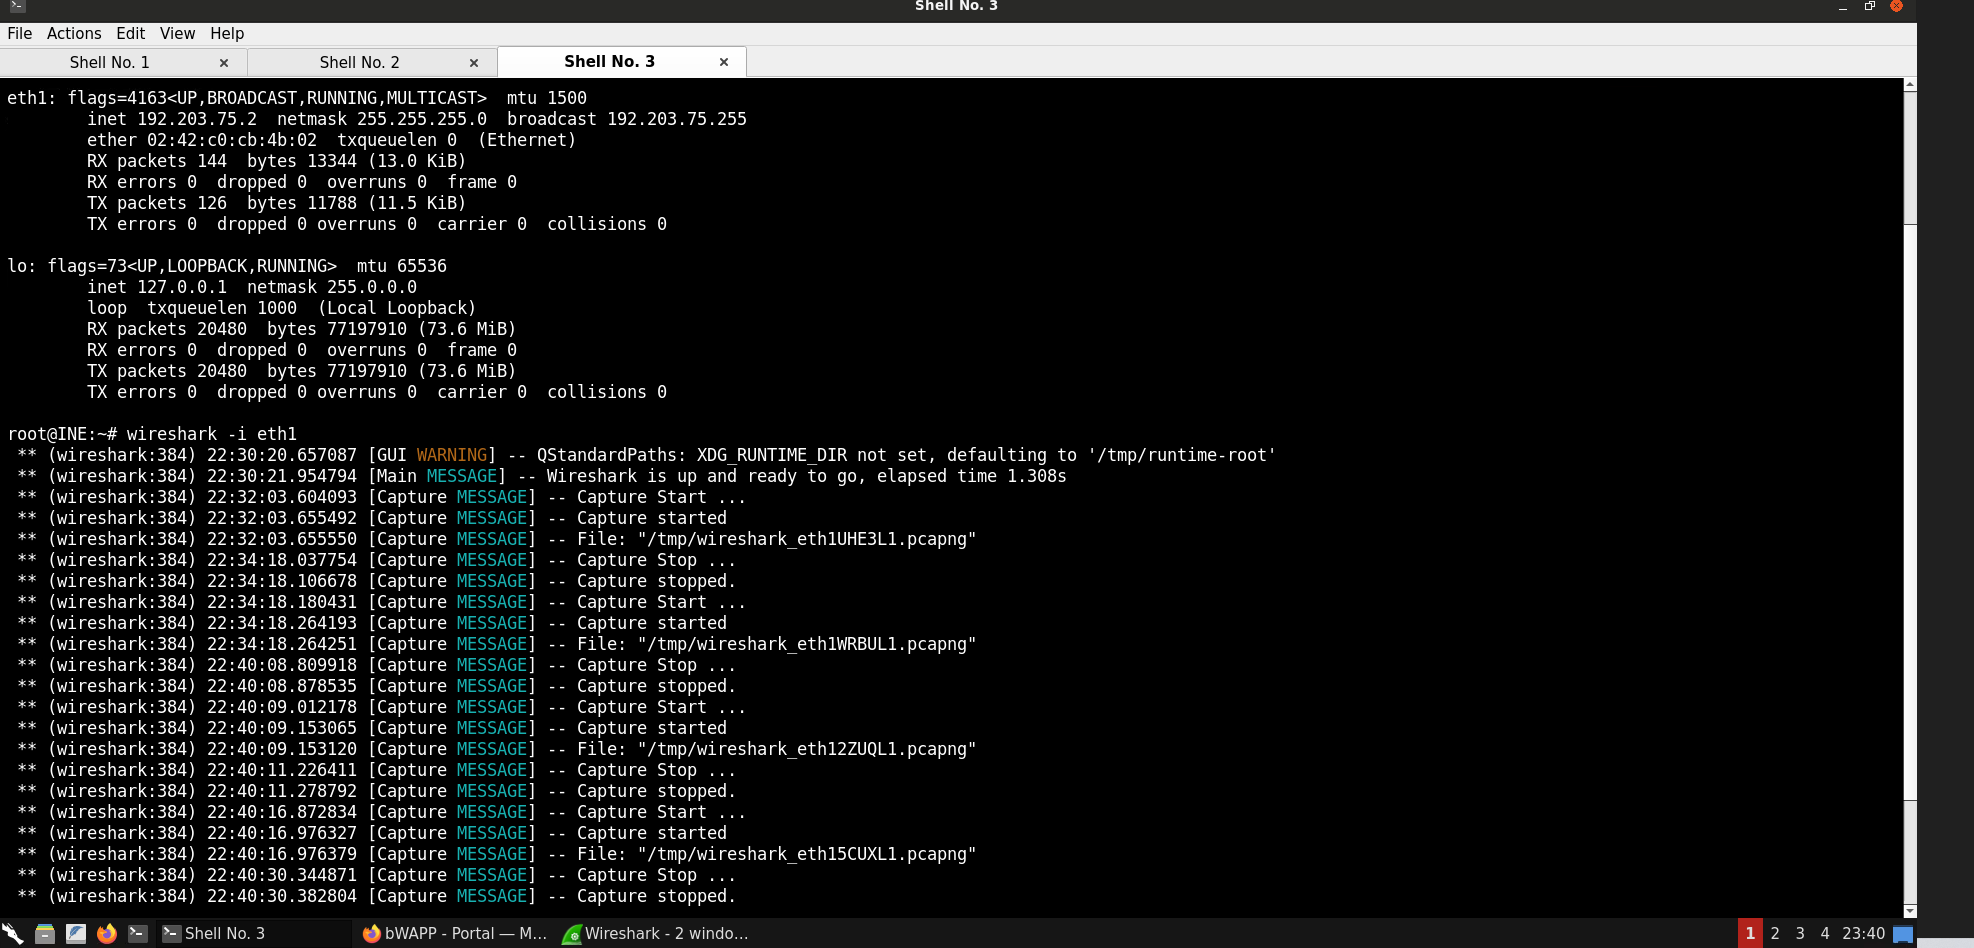 Shell No. 3
File Actions Edit View Help
Shell No. 1 Shell No. 2 Shell No. 3
eth1: flags=4163<UP,BROADCAST,RUNNING,MULTICAST>  mtu 1500
        inet 192.203.75.2  netmask 255.255.255.0  broadcast 192.203.75.255
        ether 02:42:c0:cb:4b:02  txqueuelen 0  (Ethernet)
        RX packets 144  bytes 13344 (13.0 KiB)
        RX errors 0  dropped 0  overruns 0  frame 0
        TX packets 126  bytes 11788 (11.5 KiB)
        TX errors 0  dropped 0 overruns 0  carrier 0  collisions 0

lo: flags=73<UP,LOOPBACK,RUNNING>  mtu 65536
        inet 127.0.0.1  netmask 255.0.0.0
        loop  txqueuelen 1000  (Local Loopback)
        RX packets 20480  bytes 77197910 (73.6 MiB)
        RX errors 0  dropped 0  overruns 0  frame 0
        TX packets 20480  bytes 77197910 (73.6 MiB)
        TX errors 0  dropped 0 overruns 0  carrier 0  collisions 0

root@INE:~# wireshark -i eth1
 ** (wireshark:384) 22:30:20.657087 [GUI WARNING] -- QStandardPaths: XDG_RUNTIME_DIR not set, defaulting to '/tmp/runtime-root'
 ** (wireshark:384) 22:30:21.954794 [Main MESSAGE] -- Wireshark is up and ready to go, elapsed time 1.308s
 ** (wireshark:384) 22:32:03.604093 [Capture MESSAGE] -- Capture Start ...
 ** (wireshark:384) 22:32:03.655492 [Capture MESSAGE] -- Capture started
 ** (wireshark:384) 22:32:03.655550 [Capture MESSAGE] -- File: "/tmp/wireshark_eth1UHE3L1.pcapng"
 ** (wireshark:384) 22:34:18.037754 [Capture MESSAGE] -- Capture Stop ...
 ** (wireshark:384) 22:34:18.106678 [Capture MESSAGE] -- Capture stopped.
 ** (wireshark:384) 22:34:18.180431 [Capture MESSAGE] -- Capture Start ...
 ** (wireshark:384) 22:34:18.264193 [Capture MESSAGE] -- Capture started
 ** (wireshark:384) 22:34:18.264251 [Capture MESSAGE] -- File: "/tmp/wireshark_eth1WRBUL1.pcapng"
 ** (wireshark:384) 22:40:08.809918 [Capture MESSAGE] -- Capture Stop ...
 ** (wireshark:384) 22:40:08.878535 [Capture MESSAGE] -- Capture stopped.
 ** (wireshark:384) 22:40:09.012178 [Capture MESSAGE] -- Capture Start ...
 ** (wireshark:384) 22:40:09.153065 [Capture MESSAGE] -- Capture started
 ** (wireshark:384) 22:40:09.153120 [Capture MESSAGE] -- File: "/tmp/wireshark_eth12ZUQL1.pcapng"
 ** (wireshark:384) 22:40:11.226411 [Capture MESSAGE] -- Capture Stop ...
 ** (wireshark:384) 22:40:11.278792 [Capture MESSAGE] -- Capture stopped.
 ** (wireshark:384) 22:40:16.872834 [Capture MESSAGE] -- Capture Start ...
 ** (wireshark:384) 22:40:16.976327 [Capture MESSAGE] -- Capture started
 ** (wireshark:384) 22:40:16.976379 [Capture MESSAGE] -- File: "/tmp/wireshark_eth15CUXL1.pcapng"
 ** (wireshark:384) 22:40:30.344871 [Capture MESSAGE] -- Capture Stop ...
 ** (wireshark:384) 22:40:30.382804 [Capture MESSAGE] -- Capture stopped.
Shell No. 3 bWAPP - Portal — M... Wireshark - 2 windo... 1 2 3 4 23:40